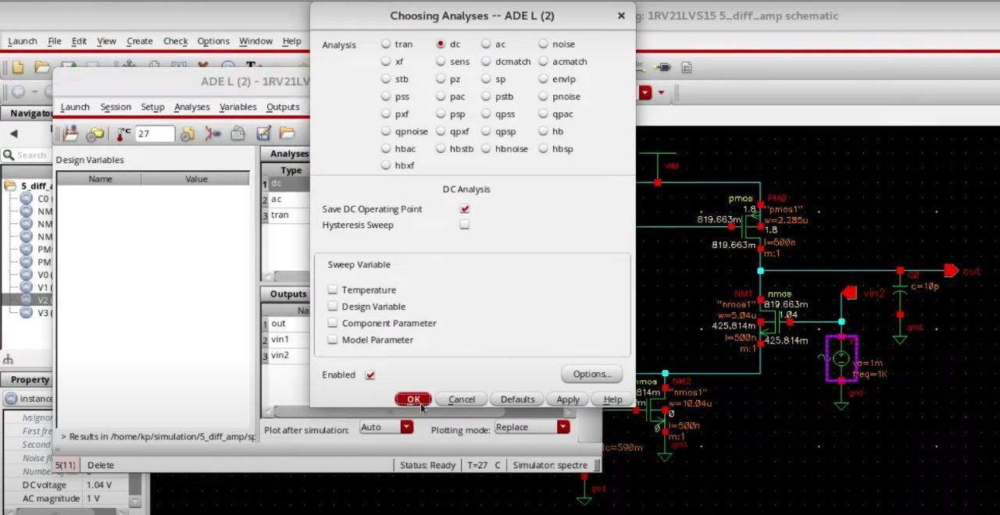 Choosing Analyses -- ADE L (2)
g: 1RV21LVS15 5_diff_amp schematic
Launch File Edit View Create Check Options Window Help
ADE L (2) - 1RV21LV
Launch Session Setup Analyses Variables Outputs
27
Navigator
Search
5_diff_a
C0
NM
NM
NM
PM
PM
V0 (
V1 (
V2 (
V3 (
Property
instance
Design Variables
Name Value
> Results in /home/kp/simulation/5_diff_amp/sp
Analyses
Type
1 dc
2 ac
3 tran
Outputs
Na
1 out
2 vin1
3 vin2
Analysis
tran dc ac noise
xf sens dcmatch acmatch
stb pz sp envlp
pss pac pstb pnoise
pxf psp qpss qpac
qpnoise qpxf qpsp hb
hbac hbstb hbnoise hbsp
hbxf
DC Analysis
Save DC Operating Point
Hysteresis Sweep
Sweep Variable
Temperature
Design Variable
Component Parameter
Model Parameter
Enabled
Options...
OK Cancel Defaults Apply Help
Plot after simulation: Auto Plotting mode: Replace
5(11) Delete Status: Ready T=27 C Simulator: spectre
lvsIgnor
First fre
Second
Noise fi
Number
DC voltage 1.04 V
AC magnitude 1 V
vdd
pmos PM0
1.8 "pmos1"
819.663m w=2.285u
1.8
819.663m l=500n
m:1
out
C0
c=10p
gnd
vin2
NM1 nmos
"nmos1" 819.663m
w=5.04u 1.04
425.814m
l=500n 425.814m
m:1
va=1m
freq=1K
gnd
nmos NM2
814m "nmos1"
w=10.04u
0
0 l=500n
m:1
gnd
dc=590m
gnd